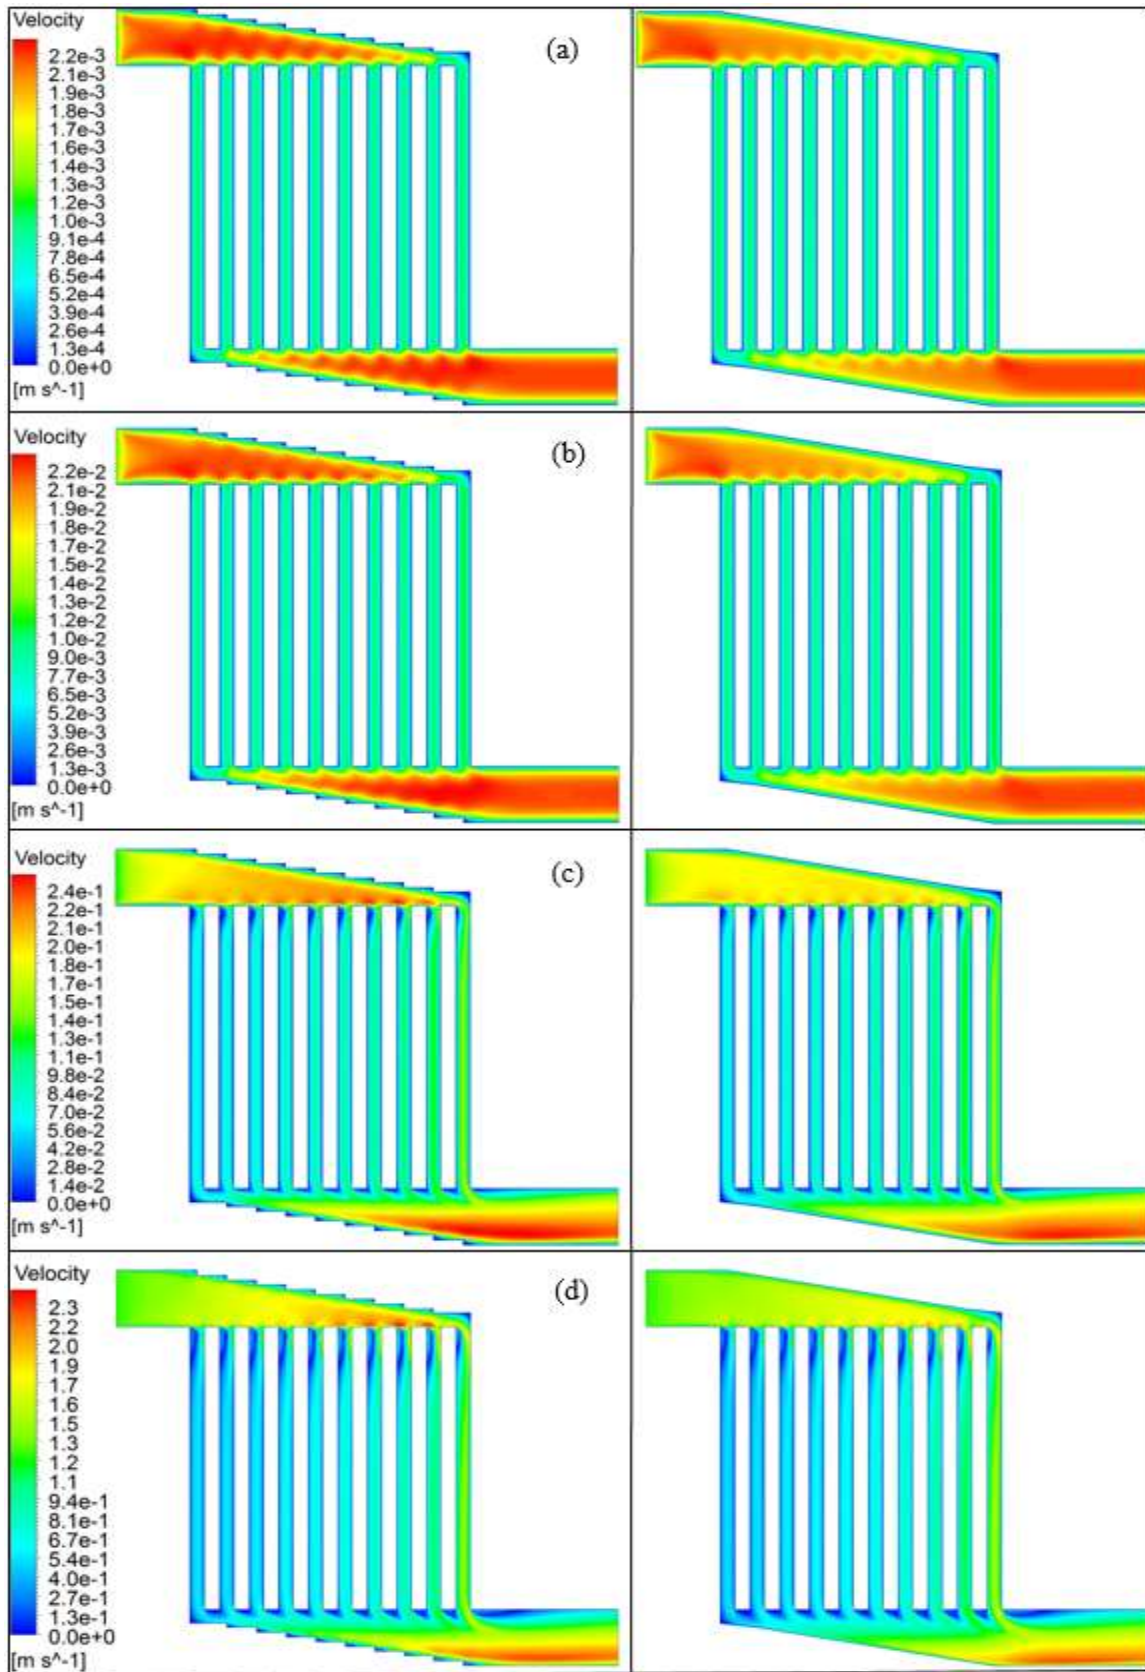 Velocity
(a)
2.2e-3
2.1e-3
1.9e-3
1.8e-3
1.7e-3
1.6e-3
1.4e-3
1.3e-3
1.2e-3
1.0e-3
9.1e-4
7.8e-4
6.5e-4
5.2e-4
3.9e-4
2.6e-4
1.3e-4
0.0e+0
[m s^-1]
Velocity
(b)
2.2e-2
2.1e-2
1.9e-2
1.8e-2
1.7e-2
1.5e-2
1.4e-2
1.3e-2
1.2e-2
1.0e-2
9.0e-3
7.7e-3
6.5e-3
5.2e-3
3.9e-3
2.6e-3
1.3e-3
0.0e+0
[m s^-1]
Velocity
(c)
2.4e-1
2.2e-1
2.1e-1
2.0e-1
1.8e-1
1.7e-1
1.5e-1
1.4e-1
1.3e-1
1.1e-1
9.8e-2
8.4e-2
7.0e-2
5.6e-2
4.2e-2
2.8e-2
1.4e-2
0.0e+0
[m s^-1]
Velocity
(d)
2.3
2.2
2.0
1.9
1.7
1.6
1.5
1.3
1.2
1.1
9.4e-1
8.1e-1
6.7e-1
5.4e-1
4.0e-1
2.7e-1
1.3e-1
0.0e+0
[m s^-1]